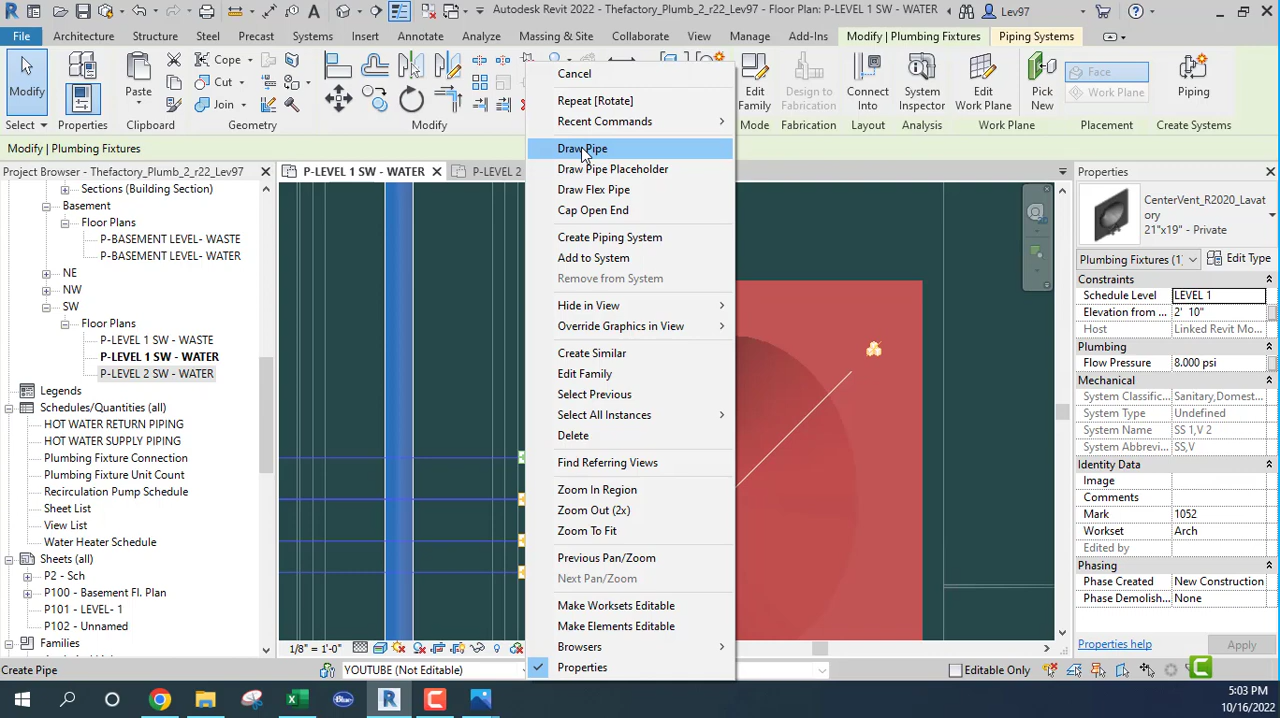 Autodesk Revit 2022 - Thefactory_Plumb_2_r22_Lev97 - Floor Plan: P-LEVEL 1 SW - WATER
Lev97
File
Architecture
Structure
Steel
Precast
Systems
Insert
Annotate
Analyze
Massing & Site
Collaborate
View
Manage
Add-Ins
Modify | Plumbing Fixtures
Piping Systems
Modify
Paste
Cope
Cut
Join
Edit
Family
Design to
Fabrication
Connect
Into
System
Inspector
Edit
Work Plane
Pick
New
Face
Work Plane
Piping
Select
Properties
Clipboard
Geometry
Modify
Mode
Fabrication
Layout
Analysis
Work Plane
Placement
Create Systems
Modify | Plumbing Fixtures
Project Browser - Thefactory_Plumb_2_r22_Lev97
Sections (Building Section)
Basement
Floor Plans
P-BASEMENT LEVEL- WASTE
P-BASEMENT LEVEL- WATER
NE
NW
SW
Floor Plans
P-LEVEL 1 SW - WASTE
P-LEVEL 1 SW - WATER
P-LEVEL 2 SW - WATER
Legends
Schedules/Quantities (all)
HOT WATER RETURN PIPING
HOT WATER SUPPLY PIPING
Plumbing Fixture Connection
Plumbing Fixture Unit Count
Recirculation Pump Schedule
Sheet List
View List
Water Heater Schedule
Sheets (all)
P2 - Sch
P100 - Basement Fl. Plan
P101 - LEVEL- 1
P102 - Unnamed
Families
P-LEVEL 1 SW - WATER
P-LEVEL 2
Cancel
Repeat [Rotate]
Recent Commands
Draw Pipe
Draw Pipe Placeholder
Draw Flex Pipe
Cap Open End
Create Piping System
Add to System
Remove from System
Hide in View
Override Graphics in View
Create Similar
Edit Family
Select Previous
Select All Instances
Delete
Find Referring Views
Zoom In Region
Zoom Out (2x)
Zoom To Fit
Previous Pan/Zoom
Next Pan/Zoom
Make Worksets Editable
Make Elements Editable
Browsers
Properties
Properties
CenterVent_R2020_Lavat
ory
21"x19" - Private
Plumbing Fixtures (1)
Edit Type
Constraints
Schedule Level LEVEL 1
Elevation from ... 2' 10"
Host Linked Revit Mo...
Plumbing
Flow Pressure 8.000 psi
Mechanical
System Classif... Sanitary,Domest...
System Type Undefined
System Name SS 1,V 2
System Abbrevi... SS,V
Identity Data
Image
Comments
Mark 1052
Workset Arch
Edited by
Phasing
Phase Created New Construction
Phase Demolish... None
Properties help
Apply
1/8" = 1'-0"
Create Pipe
YOUTUBE (Not Editable)
Editable Only
5:03 PM
10/16/2022